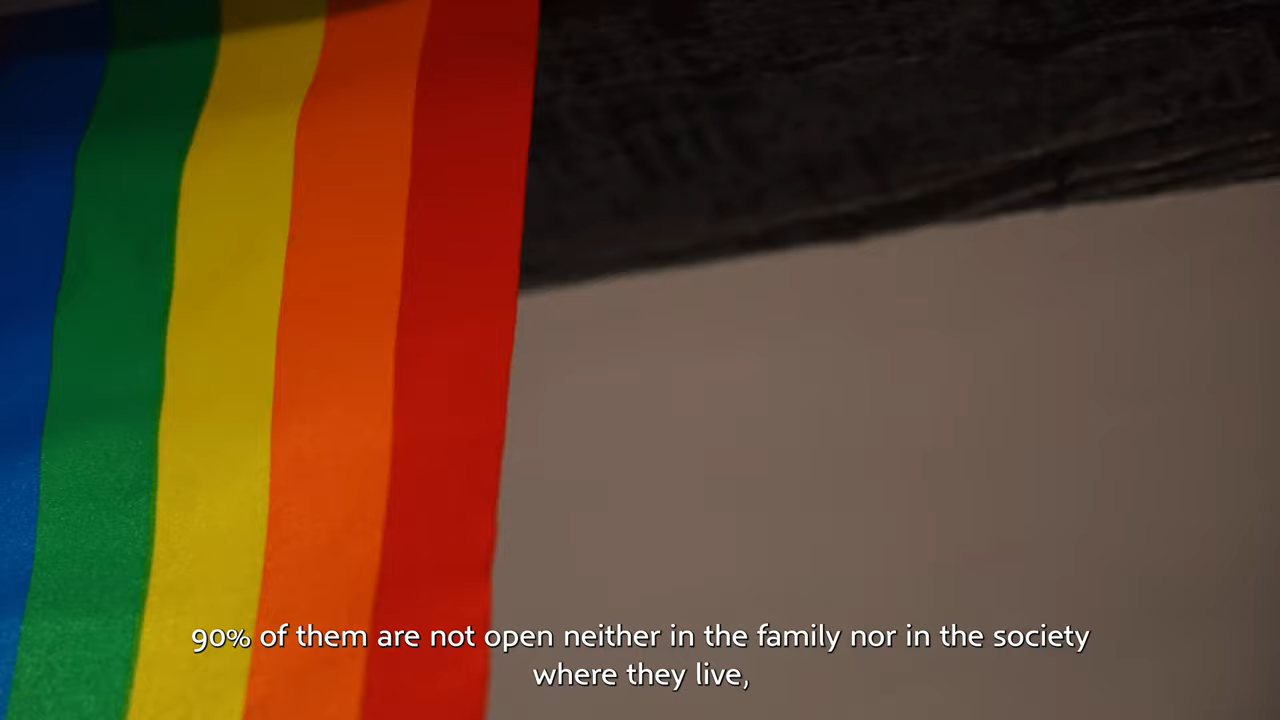 90% of them are not open neither in the family nor in the society
where they live,